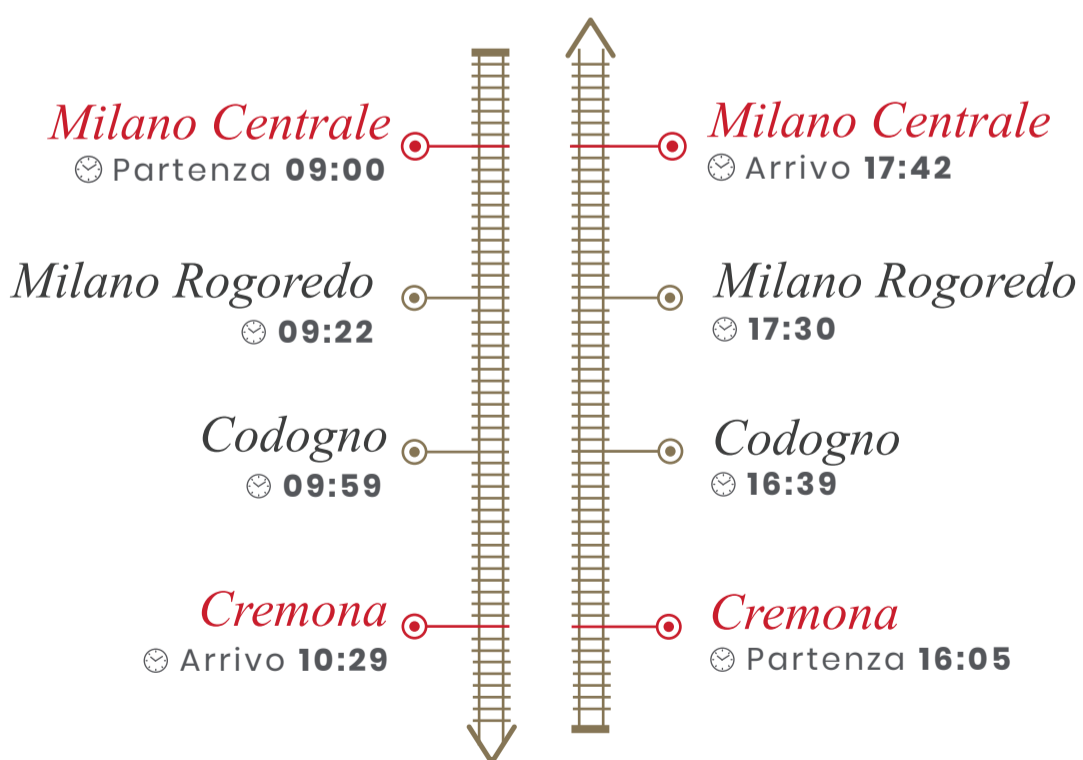 Milano Centrale
Partenza 09:00
Milano Rogoredo
09:22
Codogno
09:59
Cremona
Arrivo 10:29
Milano Centrale
Arrivo 17:42
Milano Rogoredo
17:30
Codogno
16:39
Cremona
Partenza 16:05